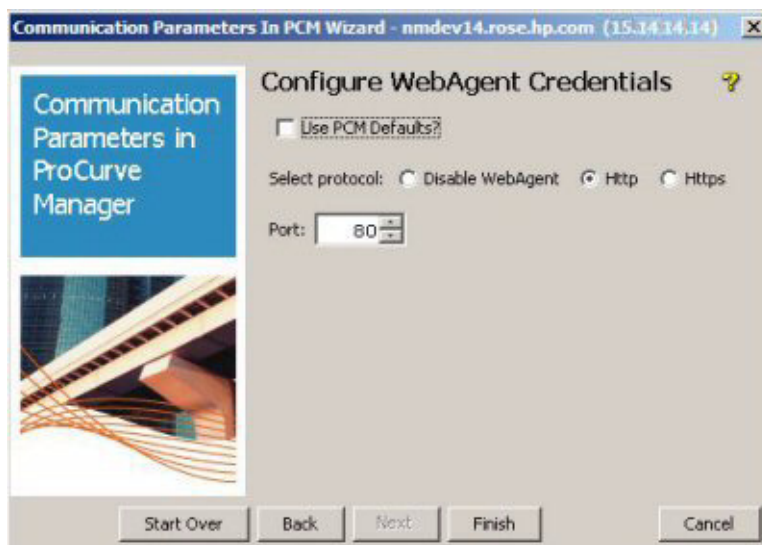 Communication Parameters In PCM Wizard - nmdev14.rose.hp.com (15.14.14.14)
Communication
Parameters in
ProCurve
Manager
Configure WebAgent Credentials
?
Use PCM Defaults?
Select protocol: Disable WebAgent Http Https
Port: 80
Start Over Back Next Finish Cancel